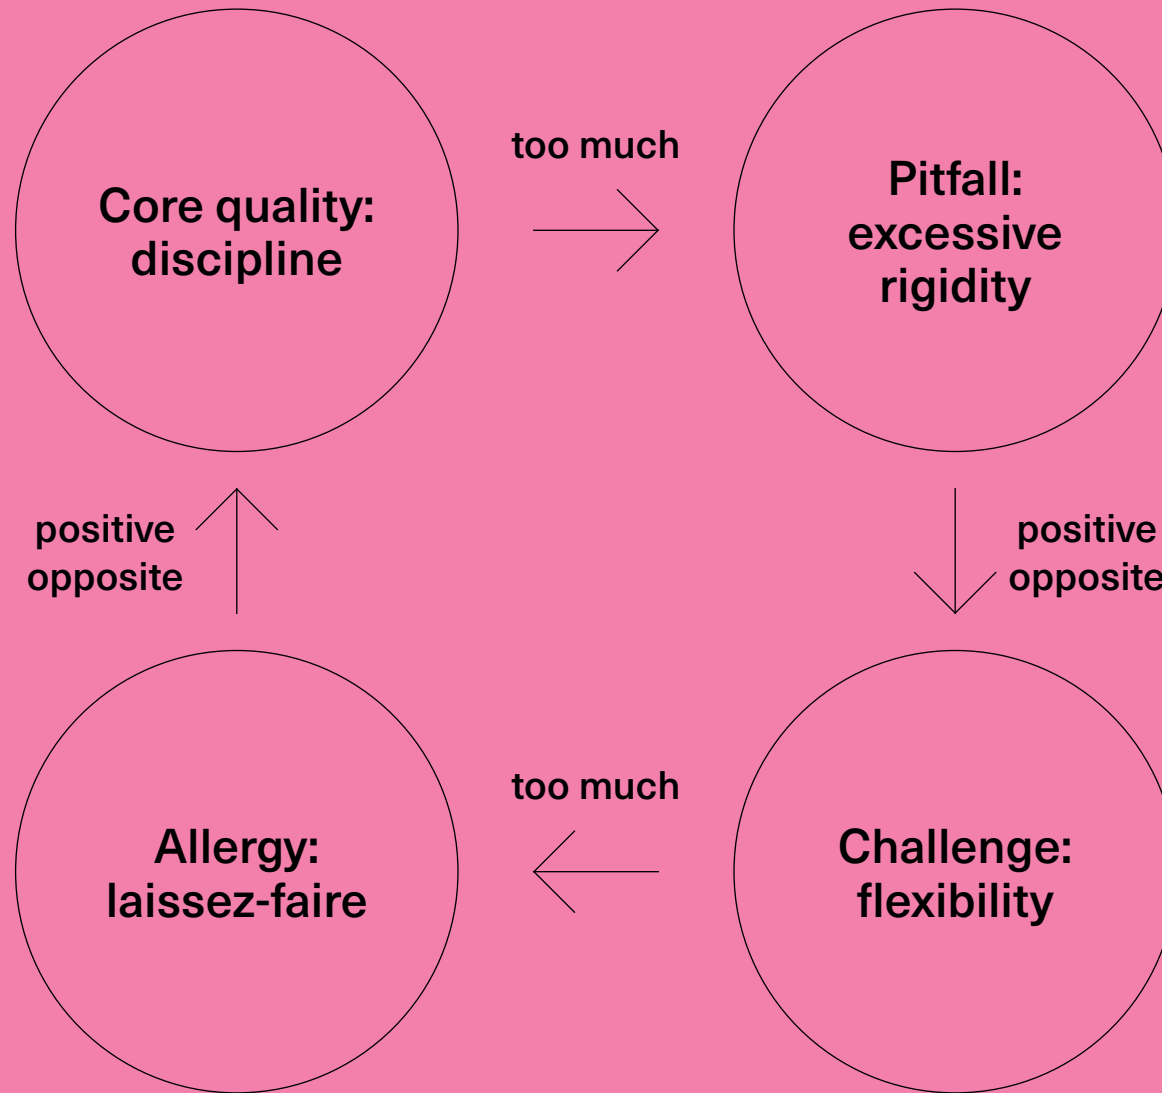 too much
Core quality:
discipline
Pitfall:
excessive
rigidity
positive
opposite
positive
opposite
too much
Allergy:
laissez-faire
Challenge:
flexibility